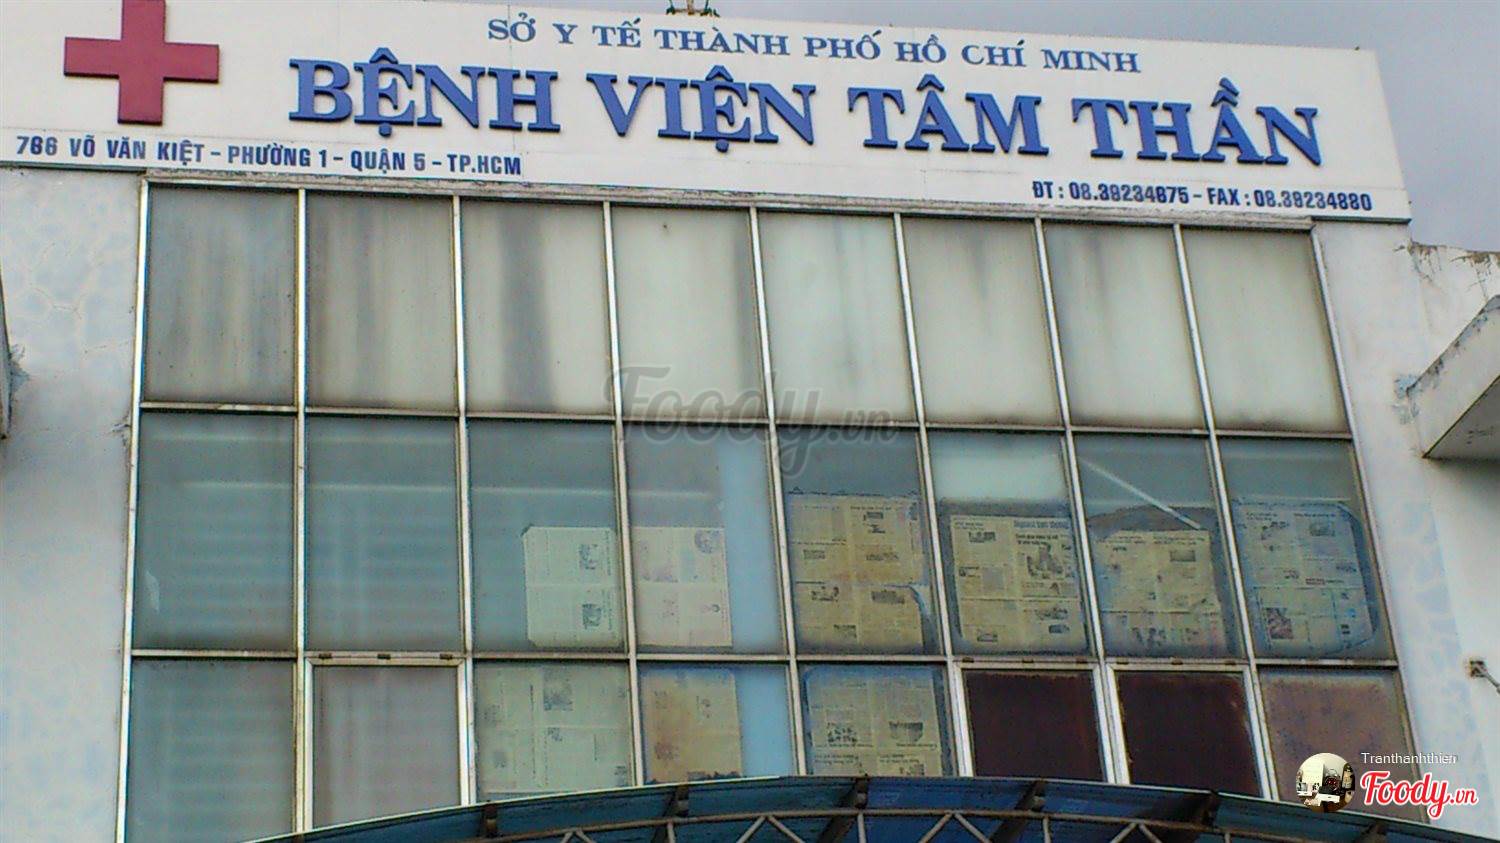 SỞ Y TẾ THÀNH PHỐ HỒ CHÍ MINH
BỆNH VIỆN TÂM THẦN
766 VÕ VĂN KIỆT - PHƯỜNG 1 - QUẬN 5 - TP.HCM
ĐT : 08.39234675 - FAX : 08.39234880
Foody.vn
Tranthanhthien
Foody.vn